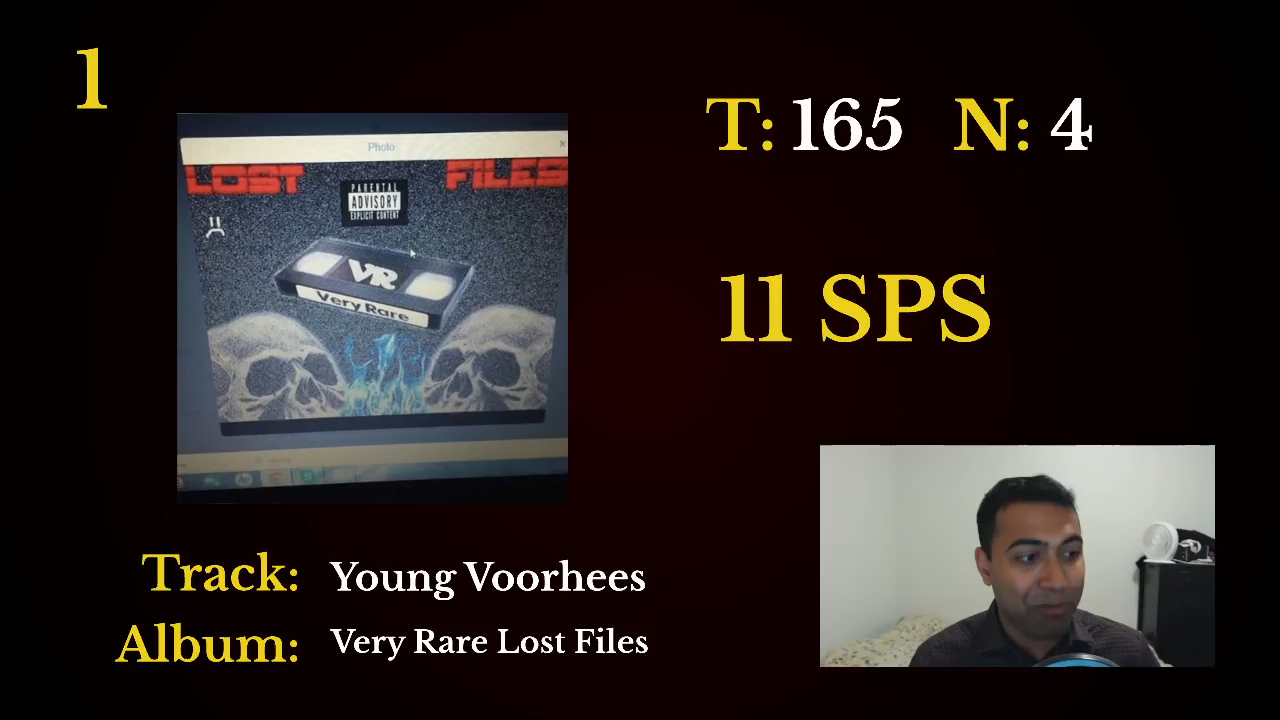 1
T: 165 N: 4
Photo
LOST FILES
PARENTAL
ADVISORY
EXPLICIT CONTENT
VR
Very Rare
11 SPS
Track: Young Voorhees
Album: Very Rare Lost Files